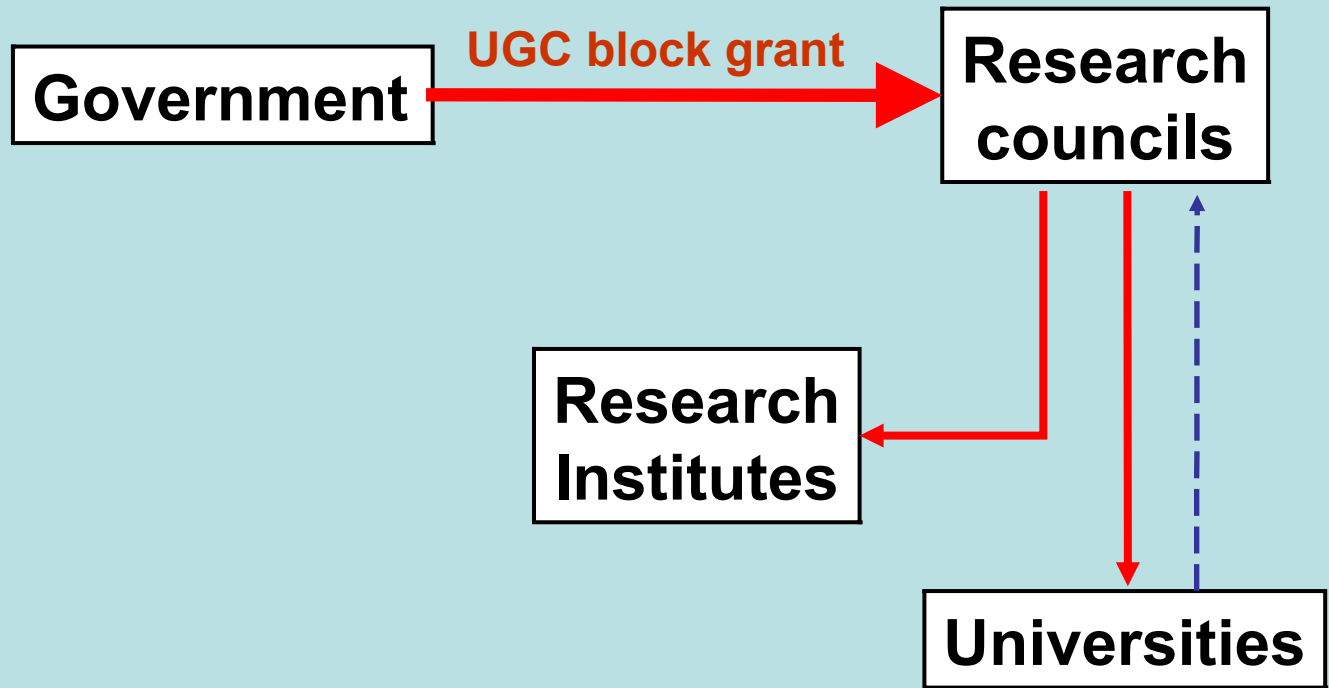 UGC block grant
Government
Research
councils
Research
Institutes
Universities